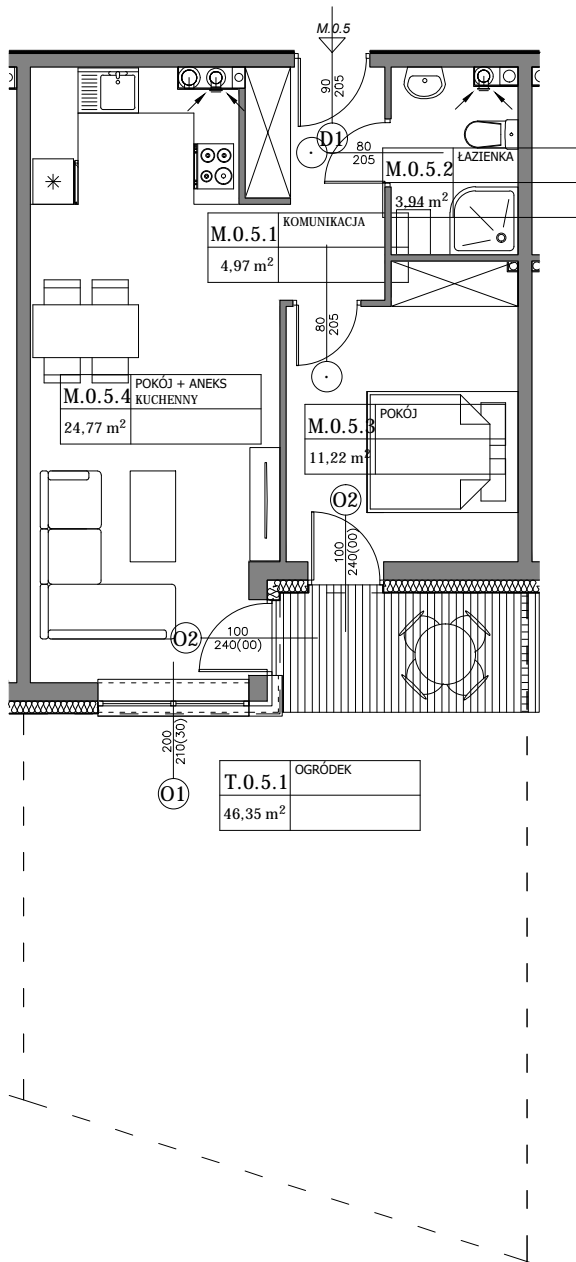 M.0.5
90
205
D1
80
205
M.0.5.2
ŁAZIENKA
3,94 m²
M.0.5.1
KOMUNIKACJA
4,97 m²
80
205
M.0.5.4
POKÓJ + ANEKS
KUCHENNY
24,77 m²
M.0.5.3
POKÓJ
11,22 m²
O2
100
240(00)
O2
100
240(00)
200
210(30)
O1
T.0.5.1
OGRÓDEK
46,35 m²